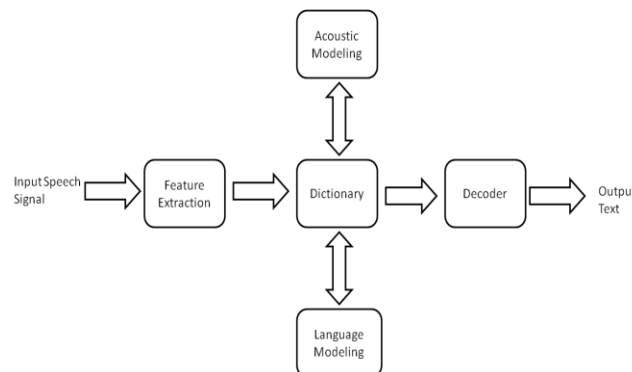 Acoustic
Modeling
Input Speech
Signal
Feature
Extraction
Dictionary
Decoder
Outpu
Text
Language
Modeling